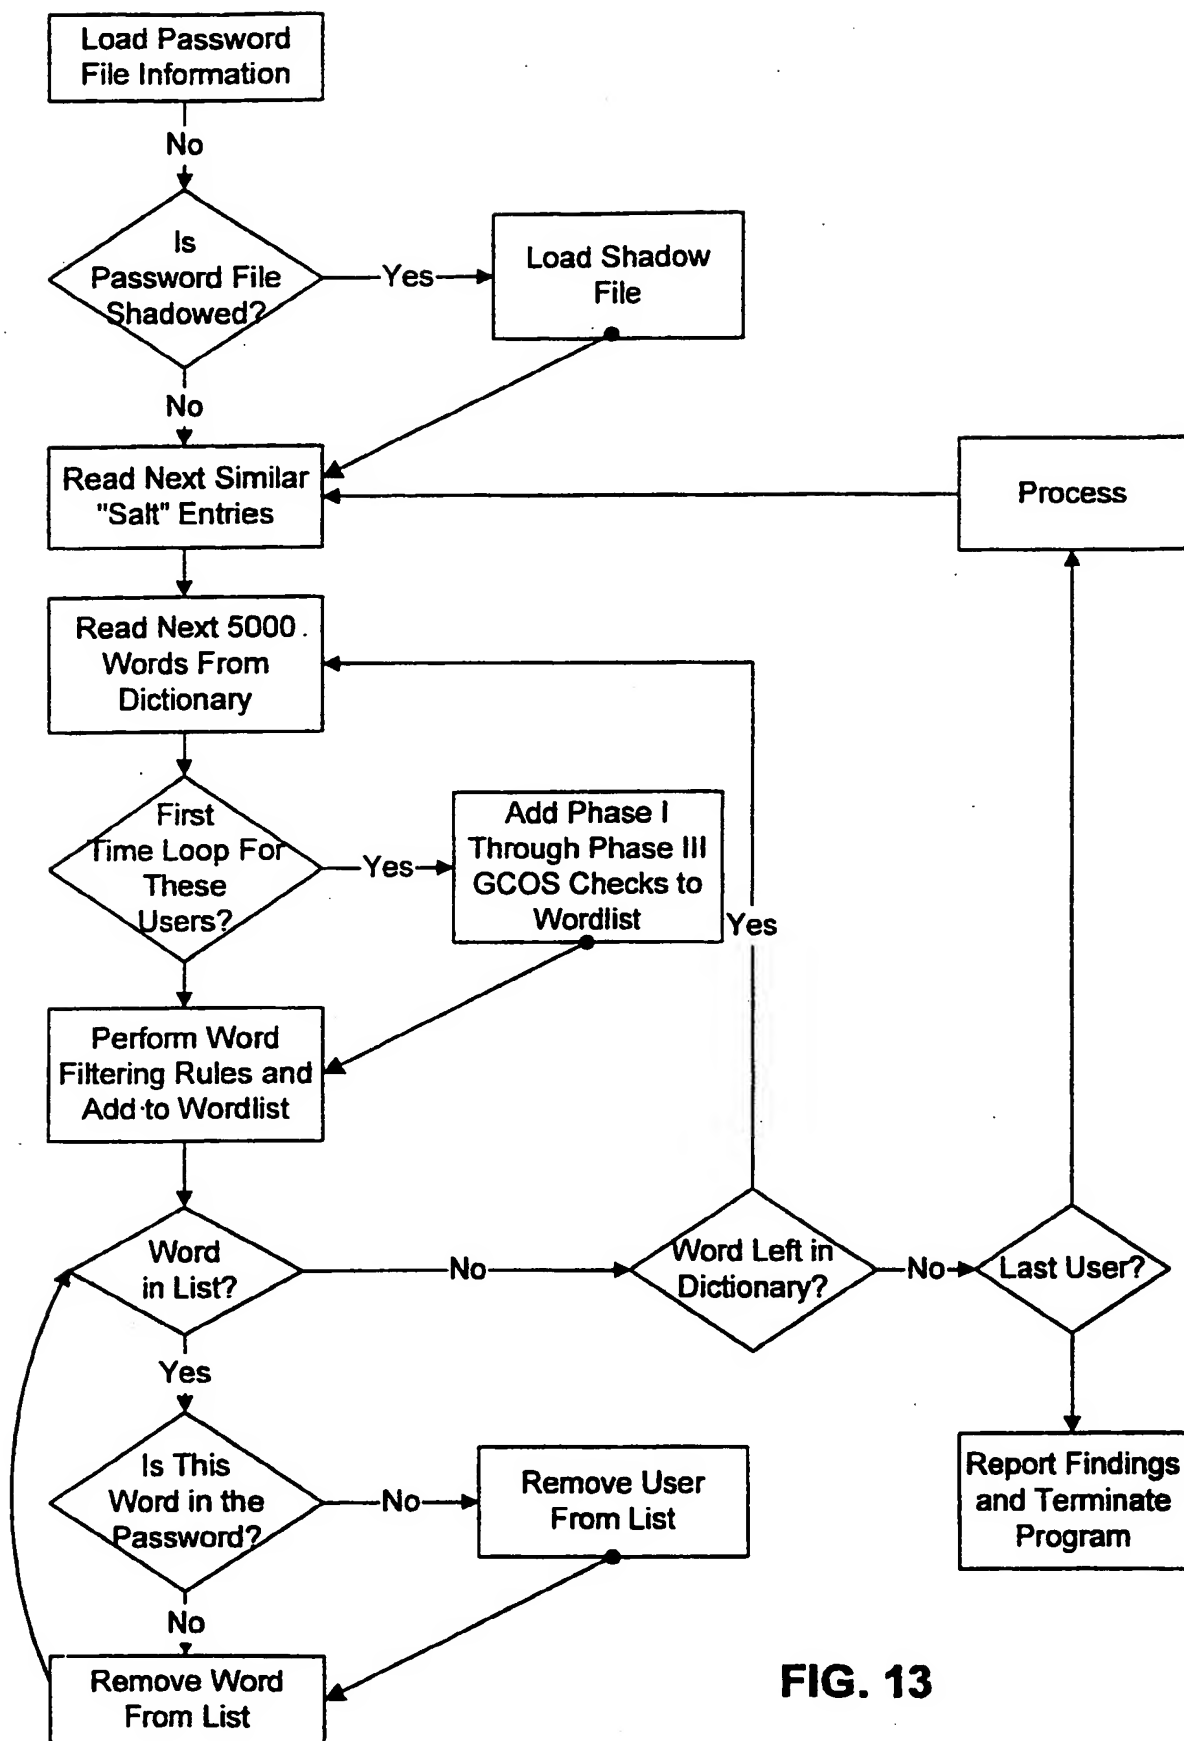 Load Password
File Information
No
Is
Password File
Shadowed?
Yes
Load Shadow
File
No
Read Next Similar
"Salt" Entries
Process
Read Next 5000
Words From
Dictionary
First
Time Loop For
These
Users?
Yes
Add Phase I
Through Phase III
GCOS Checks to
Wordlist
Yes
Perform Word
Filtering Rules and
Add to Wordlist
Word
in List?
No
Word Left in
Dictionary?
No
Last User?
Yes
Is This
Word in the
Password?
No
Remove User
From List
Report Findings
and Terminate
Program
No
Remove Word
From List
FIG. 13